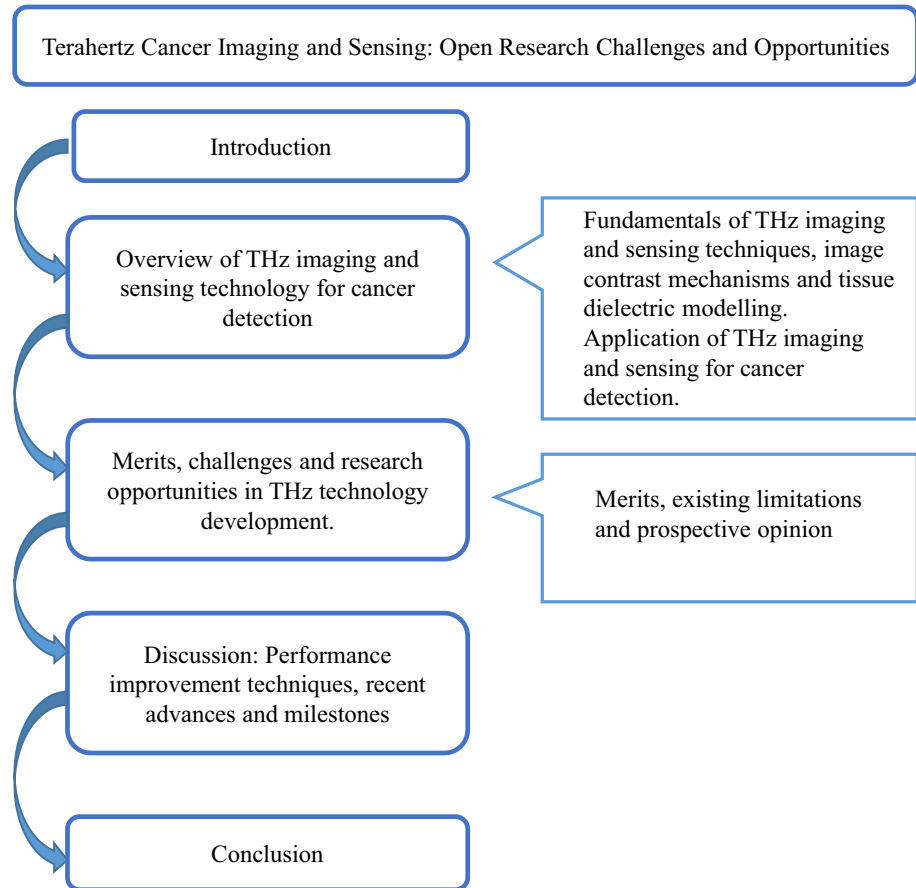 Terahertz Cancer Imaging and Sensing: Open Research Challenges and Opportunities
Introduction
Overview of THz imaging and
sensing technology for cancer
detection
Fundamentals of THz imaging
and sensing techniques, image
contrast mechanisms and tissue
dielectric modelling.
Application of THz imaging
and sensing for cancer
detection.
Merits, challenges and research
opportunities in THz technology
development.
Merits, existing limitations
and prospective opinion
Discussion: Performance
improvement techniques, recent
advances and milestones
Conclusion